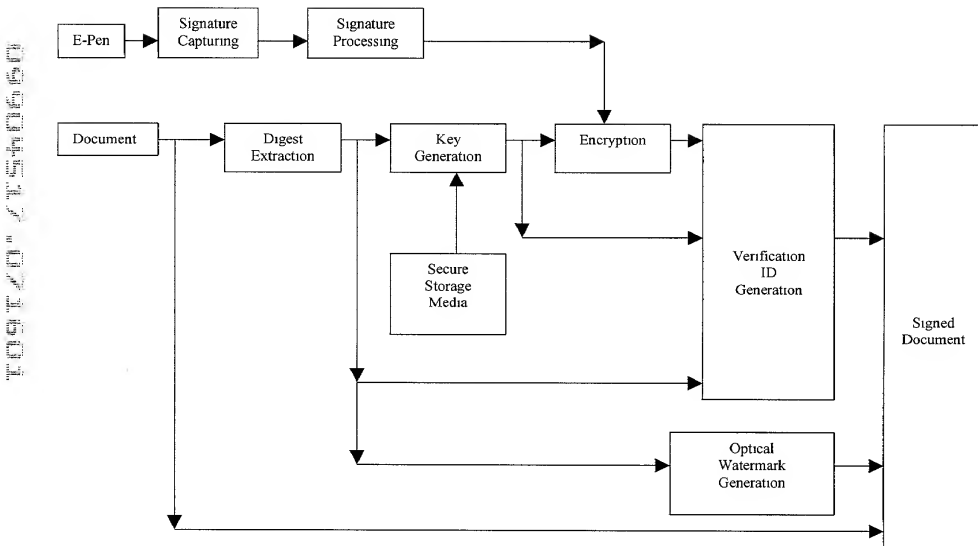 E-Pen
Signature
Capturing
Signature
Processing
Document
Digest
Extraction
Key
Generation
Encryption
Secure
Storage
Media
Verification
ID
Generation
Signed
Document
Optical
Watermark
Generation